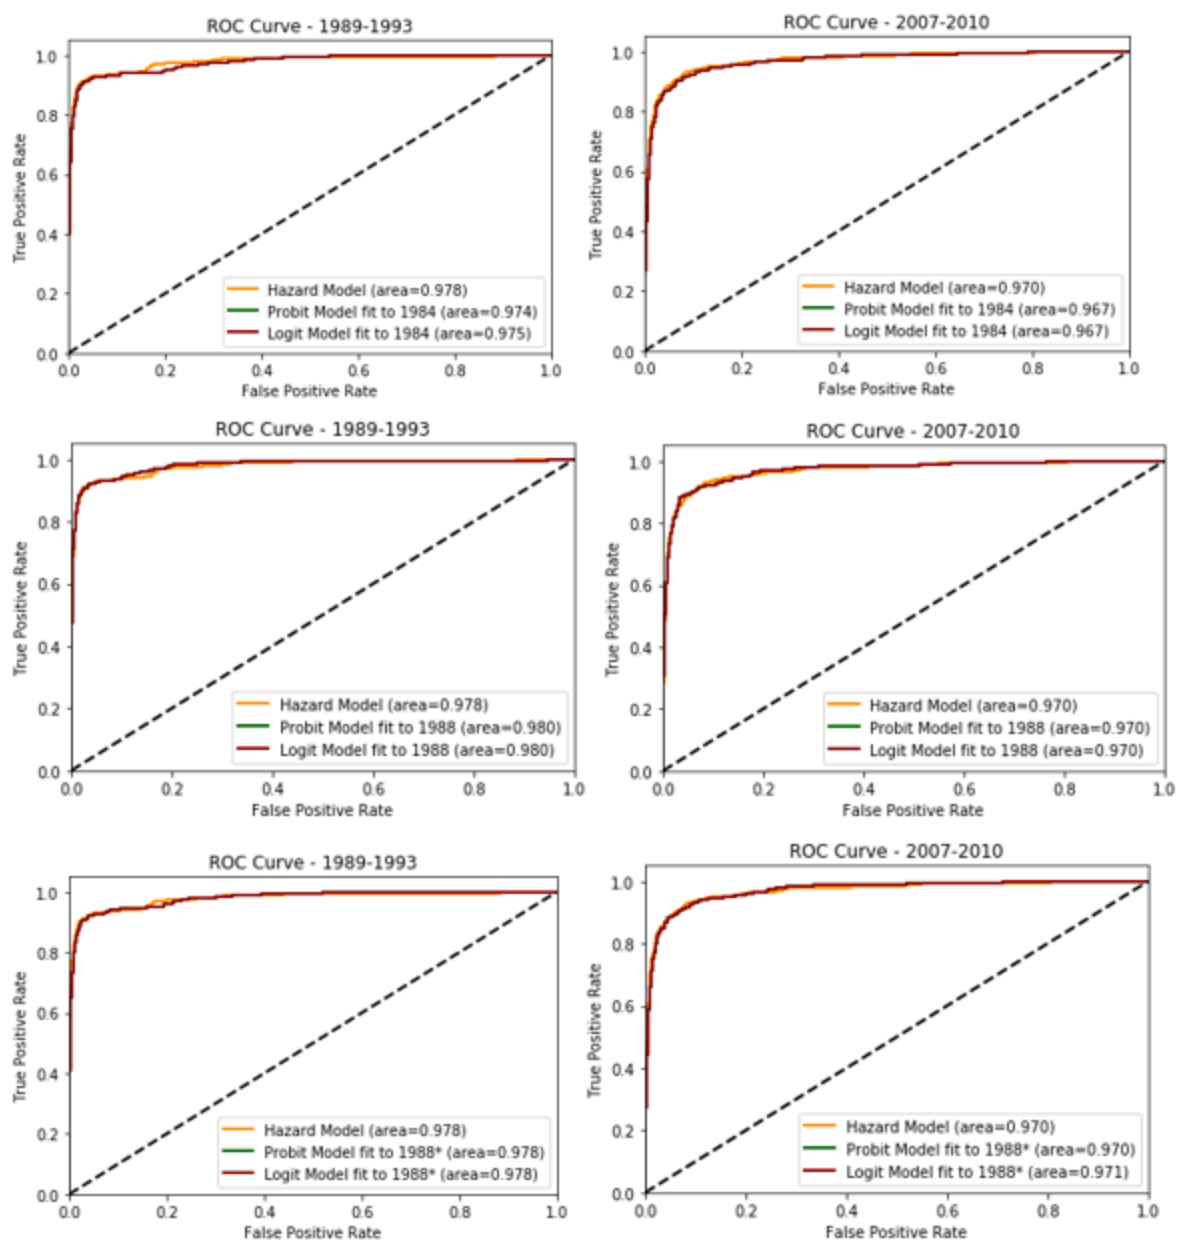 ROC Curve - 1989-1993
1.0
0.8
0.6
0.4
0.2
0.0
True Positive Rate
Hazard Model (area=0.978)
Probit Model fit to 1984 (area=0.974)
Logit Model fit to 1984 (area=0.975)
0.0 0.2 0.4 0.6 0.8 1.0
False Positive Rate
ROC Curve - 2007-2010
1.0
0.8
0.6
0.4
0.2
0.0
True Positive Rate
Hazard Model (area=0.970)
Probit Model fit to 1984 (area=0.967)
Logit Model fit to 1984 (area=0.967)
0.0 0.2 0.4 0.6 0.8 1.0
False Positive Rate
ROC Curve - 1989-1993
1.0
0.8
0.6
0.4
0.2
0.0
True Positive Rate
Hazard Model (area=0.978)
Probit Model fit to 1988 (area=0.980)
Logit Model fit to 1988 (area=0.980)
0.0 0.2 0.4 0.6 0.8 1.0
False Positive Rate
ROC Curve - 2007-2010
1.0
0.8
0.6
0.4
0.2
0.0
True Positive Rate
Hazard Model (area=0.970)
Probit Model fit to 1988 (area=0.970)
Logit Model fit to 1988 (area=0.970)
0.0 0.2 0.4 0.6 0.8 1.0
False Positive Rate
ROC Curve - 1989-1993
1.0
0.8
0.6
0.4
0.2
0.0
True Positive Rate
Hazard Model (area=0.978)
Probit Model fit to 1988* (area=0.978)
Logit Model fit to 1988* (area=0.978)
0.0 0.2 0.4 0.6 0.8 1.0
False Positive Rate
ROC Curve - 2007-2010
1.0
0.8
0.6
0.4
0.2
0.0
True Positive Rate
Hazard Model (area=0.970)
Probit Model fit to 1988* (area=0.970)
Logit Model fit to 1988* (area=0.971)
0.0 0.2 0.4 0.6 0.8 1.0
False Positive Rate